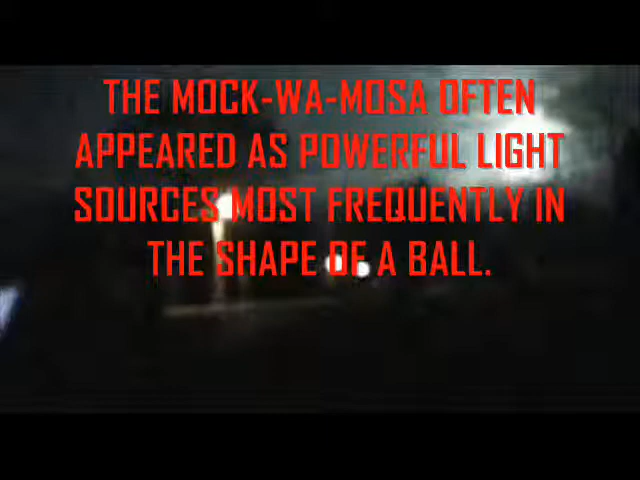 THE MOCK-WA-MOSA OFTEN
APPEARED AS POWERFUL LIGHT
SOURCES MOST FREQUENTLY IN
THE SHAPE OF A BALL.